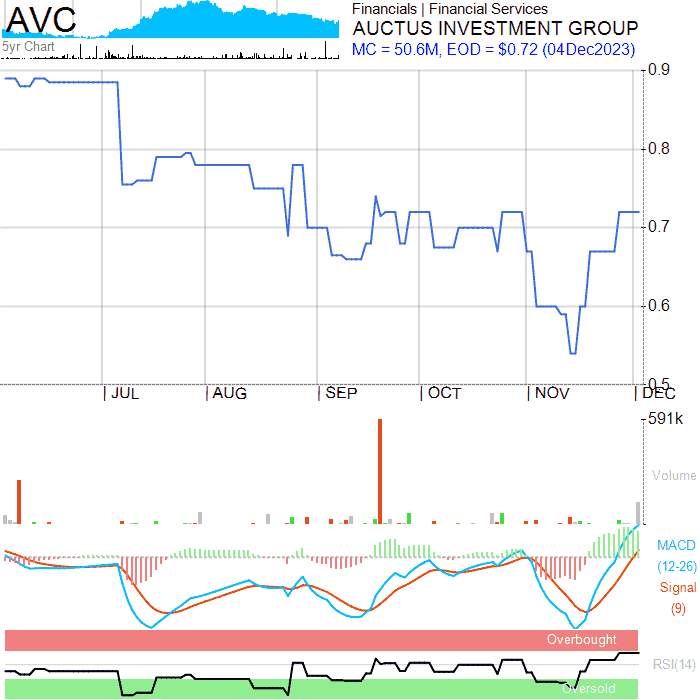 AVC
5yr Chart
Financials | Financial Services
AUCTUS INVESTMENT GROUP
MC = 50.6M, EOD = $0.72 (04Dec2023)
0.9
0.8
0.7
0.6
0.5
JUL
AUG
SEP
OCT
NOV
DEC
591k
Volume
MACD
(12-26)
Signal
(9)
Overbought
RSI(14)
Oversold